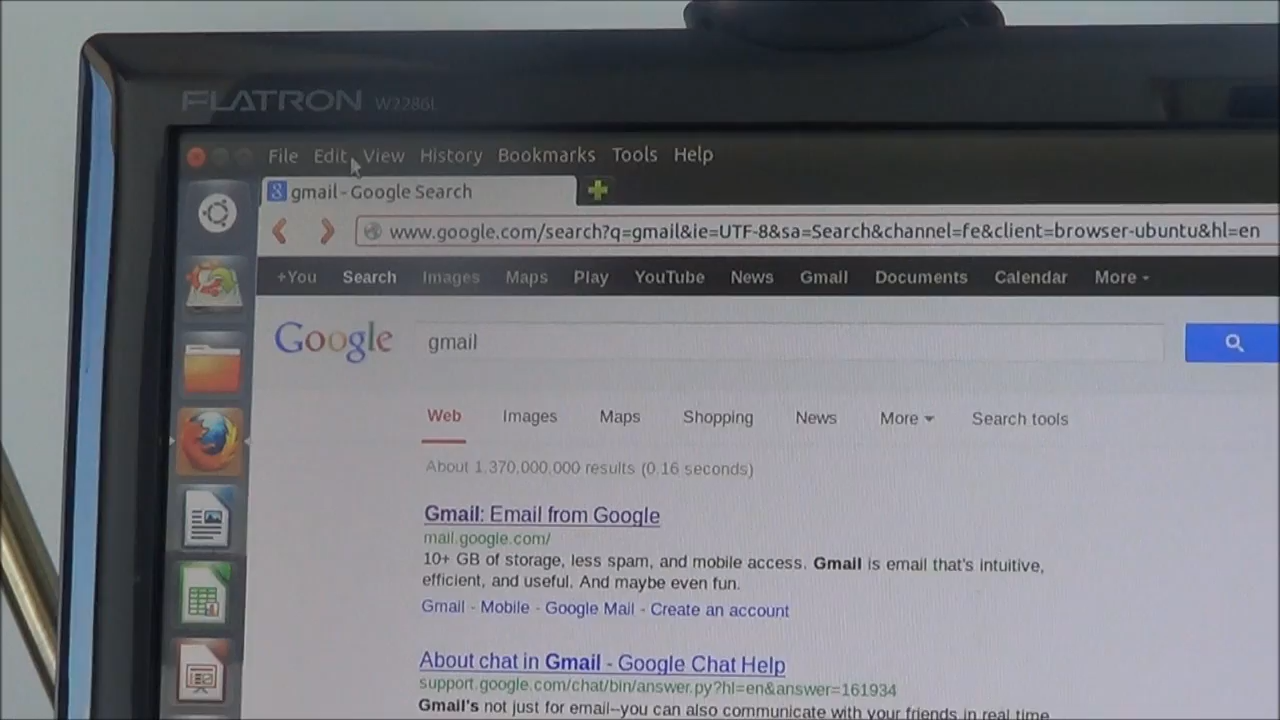 FLATRON W2286L
File Edit View History Bookmarks Tools Help
gmail - Google Search
www.google.com/search?q=gmail&ie=UTF-8&sa=Search&channel=fe&client=browser-ubuntu&hl=en
+You Search Images Maps Play YouTube News Gmail Documents Calendar More
Google gmail
Web Images Maps Shopping News More Search tools
About 1,370,000,000 results (0.16 seconds)
Gmail: Email from Google
mail.google.com/
10+ GB of storage, less spam, and mobile access. Gmail is email that's intuitive,
efficient, and useful. And maybe even fun.
Gmail - Mobile - Google Mail - Create an account
About chat in Gmail - Google Chat Help
support.google.com/chat/bin/answer.py?hl=en&answer=161934
Gmail's not just for email--you can also communicate with your friends in real time